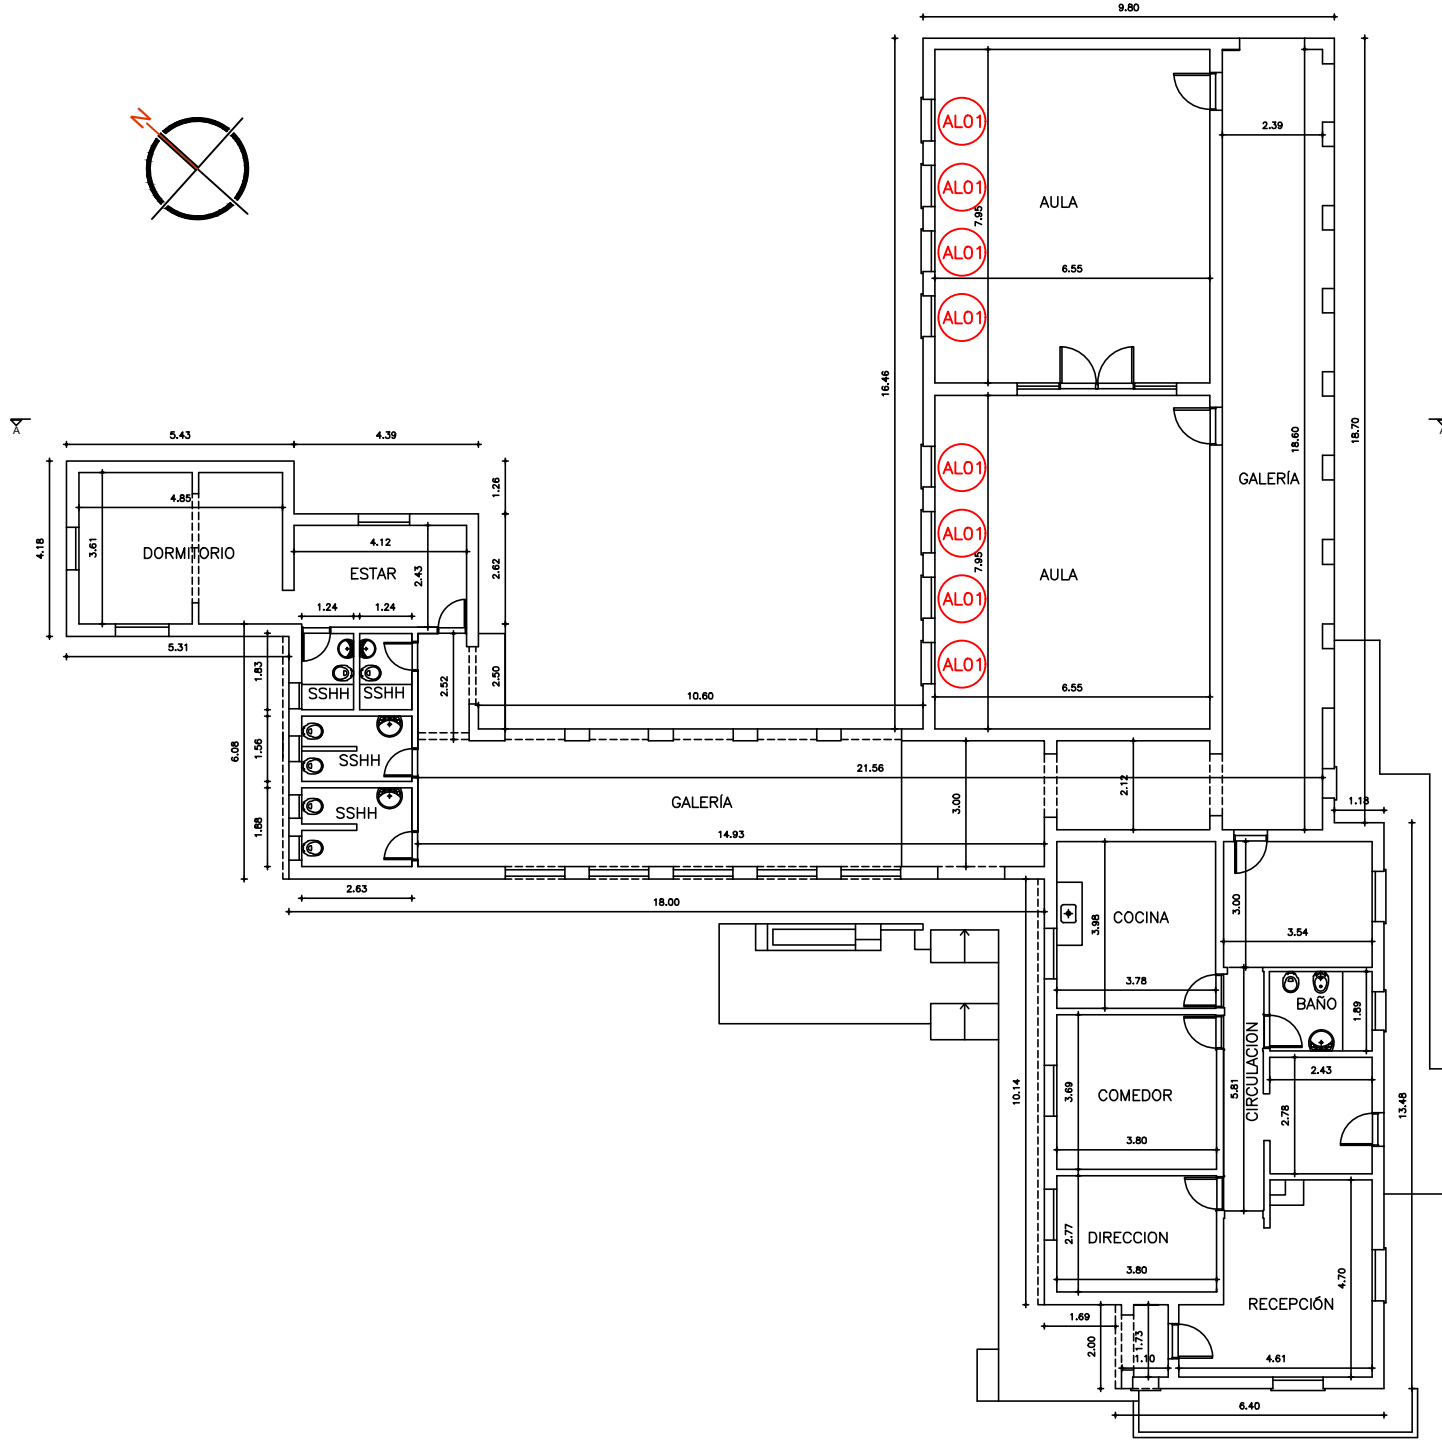 9.80
N
2.39
AL01
AL01
AULA
7.95
AL01
6.55
AL01
16.46
18.60
18.70
A
A
5.43
4.39
1.26
AL01
GALERÍA
4.85
4.18
3.61
DORMITORIO
4.12
ESTAR
2.43
2.62
AL01
7.95
AULA
AL01
1.24
1.24
5.31
1.83
SSHH
SSHH
2.52
2.50
AL01
6.55
10.60
6.08
1.56
SSHH
21.56
GALERÍA
3.00
2.12
1.18
1.88
SSHH
14.93
2.63
18.00
COCINA
3.98
3.00
3.54
3.78
BAÑO
1.89
CIRCULACION
5.81
10.14
3.69
COMEDOR
2.43
2.78
13.48
3.80
2.77
DIRECCION
3.80
4.70
RECEPCIÓN
1.69
2.00
1.73
1.10
4.61
6.40